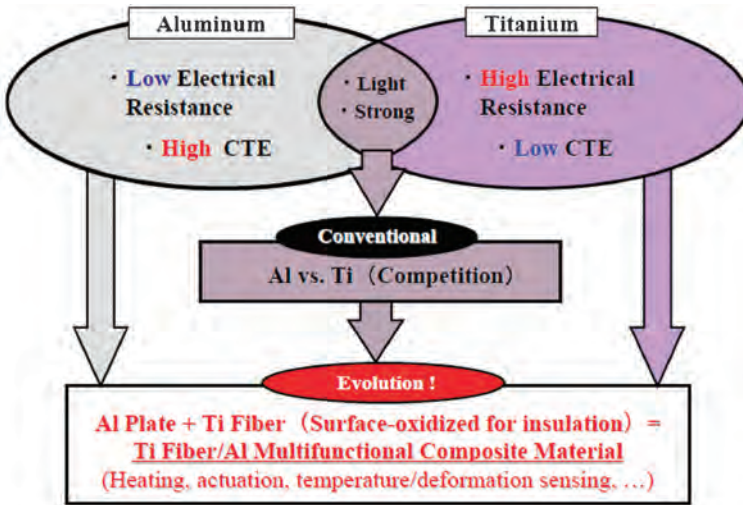 Aluminum
Titanium
・Low Electrical
Resistance
・High CTE
・Light
・Strong
・High Electrical
Resistance
・Low CTE
Conventional
Al vs. Ti（Competition）
Evolution !
Al Plate + Ti Fiber（Surface-oxidized for insulation）=
Ti Fiber/Al Multifunctional Composite Material
(Heating, actuation, temperature/deformation sensing, …)